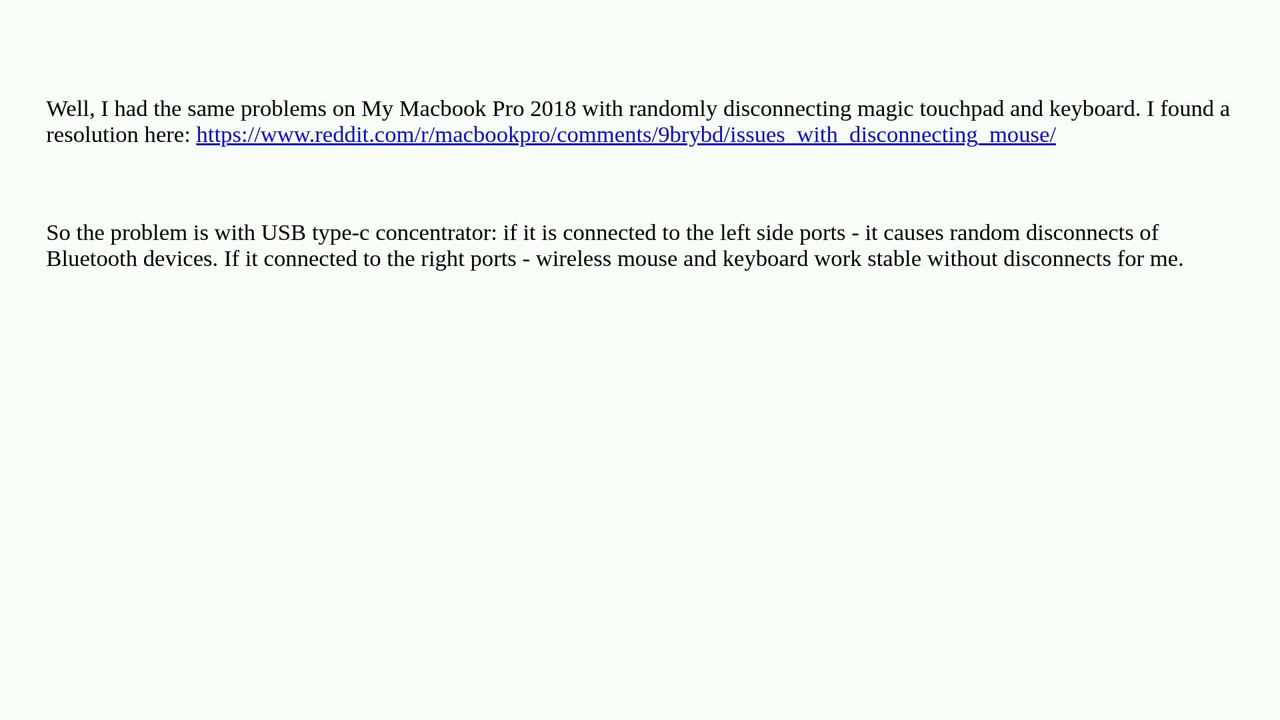 Well, I had the same problems on My Macbook Pro 2018 with randomly disconnecting magic touchpad and keyboard. I found a
resolution here: https://www.reddit.com/r/macbookpro/comments/9brybd/issues_with_disconnecting_mouse/
So the problem is with USB type-c concentrator: if it is connected to the left side ports - it causes random disconnects of
Bluetooth devices. If it connected to the right ports - wireless mouse and keyboard work stable without disconnects for me.